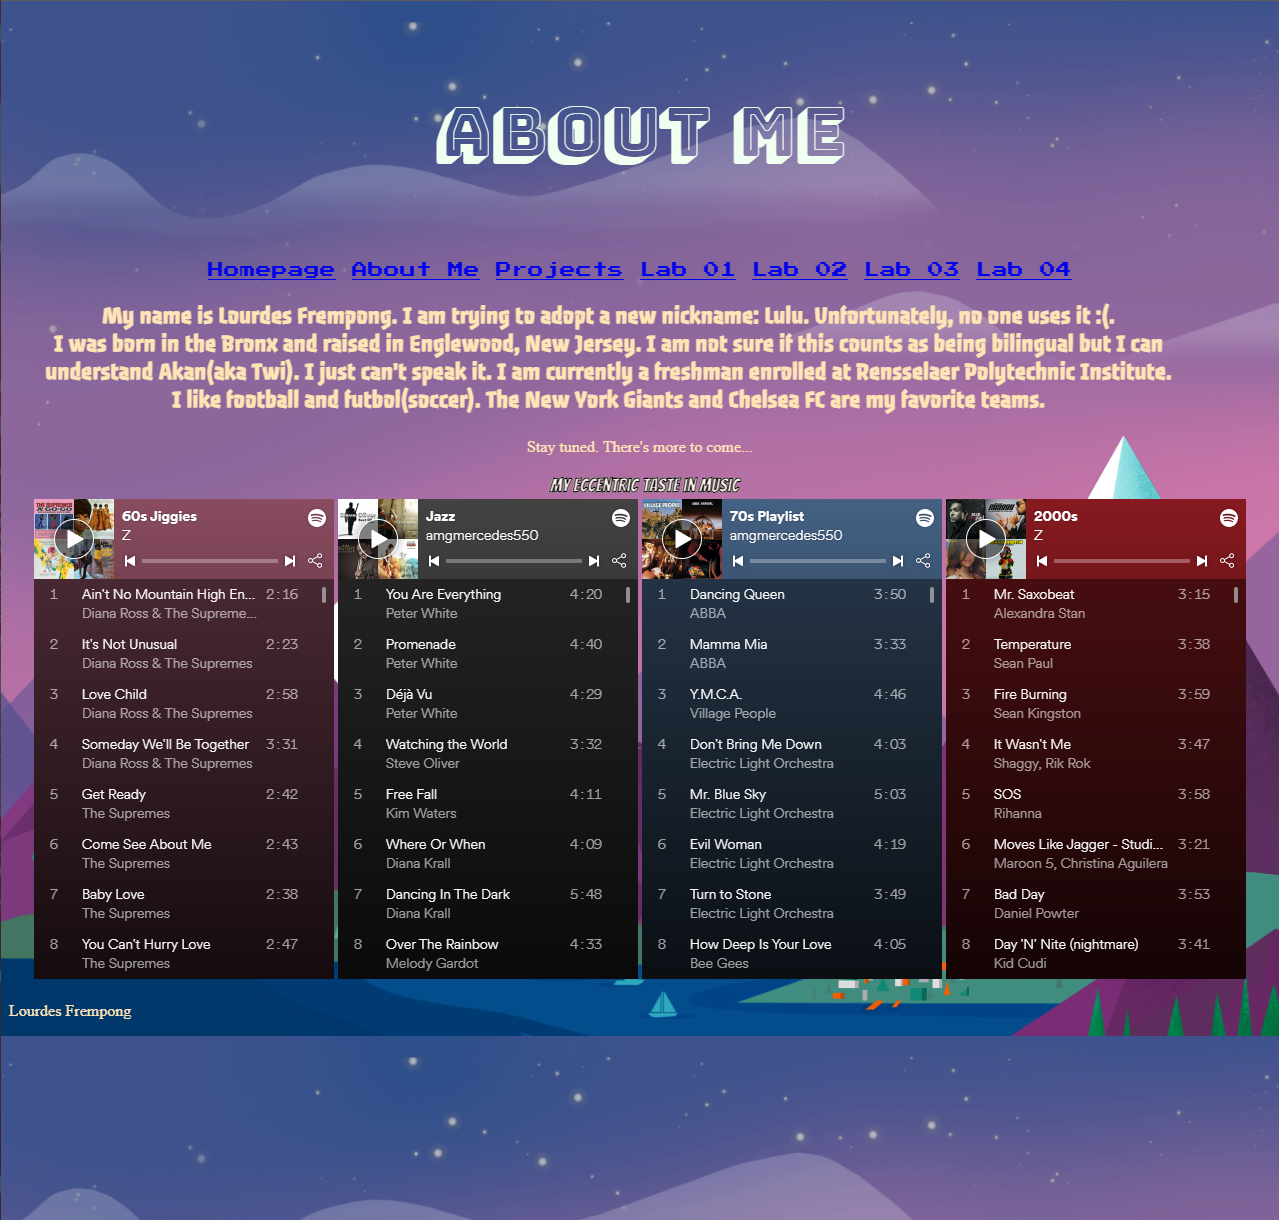 ABOUT ME
Homepage About Me Projects Lab 01 Lab 02 Lab 03 Lab 04
My name is Lourdes Frempong. I am trying to adopt a new nickname: Lulu. Unfortunately, no one uses it :(.
I was born in the Bronx and raised in Englewood, New Jersey. I am not sure if this counts as being bilingual but I can
understand Akan(aka Twi). I just can't speak it. I am currently a freshman enrolled at Rensselaer Polytechnic Institute.
I like football and futbol(soccer). The New York Giants and Chelsea FC are my favorite teams.
Stay tuned. There's more to come...
MY ECCENTRIC TASTE IN MUSIC
60s Jiggies
Z
1 Ain't No Mountain High En... 2:16
Diana Ross & The Supreme...
2 It's Not Unusual 2:23
Diana Ross & The Supremes
3 Love Child 2:58
Diana Ross & The Supremes
4 Someday We'll Be Together 3:31
Diana Ross & The Supremes
5 Get Ready 2:42
The Supremes
6 Come See About Me 2:43
The Supremes
7 Baby Love 2:38
The Supremes
8 You Can't Hurry Love 2:47
The Supremes
Jazz
amgmercedes550
1 You Are Everything 4:20
Peter White
2 Promenade 4:40
Peter White
3 Déjà Vu 4:29
Peter White
4 Watching the World 3:32
Steve Oliver
5 Free Fall 4:11
Kim Waters
6 Where Or When 4:09
Diana Krall
7 Dancing In The Dark 5:48
Diana Krall
8 Over The Rainbow 4:33
Melody Gardot
70s Playlist
amgmercedes550
1 Dancing Queen 3:50
ABBA
2 Mamma Mia 3:33
ABBA
3 Y.M.C.A. 4:46
Village People
4 Don't Bring Me Down 4:03
Electric Light Orchestra
5 Mr. Blue Sky 5:03
Electric Light Orchestra
6 Evil Woman 4:19
Electric Light Orchestra
7 Turn to Stone 3:49
Electric Light Orchestra
8 How Deep Is Your Love 4:05
Bee Gees
2000s
Z
1 Mr. Saxobeat 3:15
Alexandra Stan
2 Temperature 3:38
Sean Paul
3 Fire Burning 3:59
Sean Kingston
4 It Wasn't Me 3:47
Shaggy, Rik Rok
5 SOS 3:58
Rihanna
6 Moves Like Jagger - Studi... 3:21
Maroon 5, Christina Aguilera
7 Bad Day 3:53
Daniel Powter
8 Day 'N' Nite (nightmare) 3:41
Kid Cudi
Lourdes Frempong